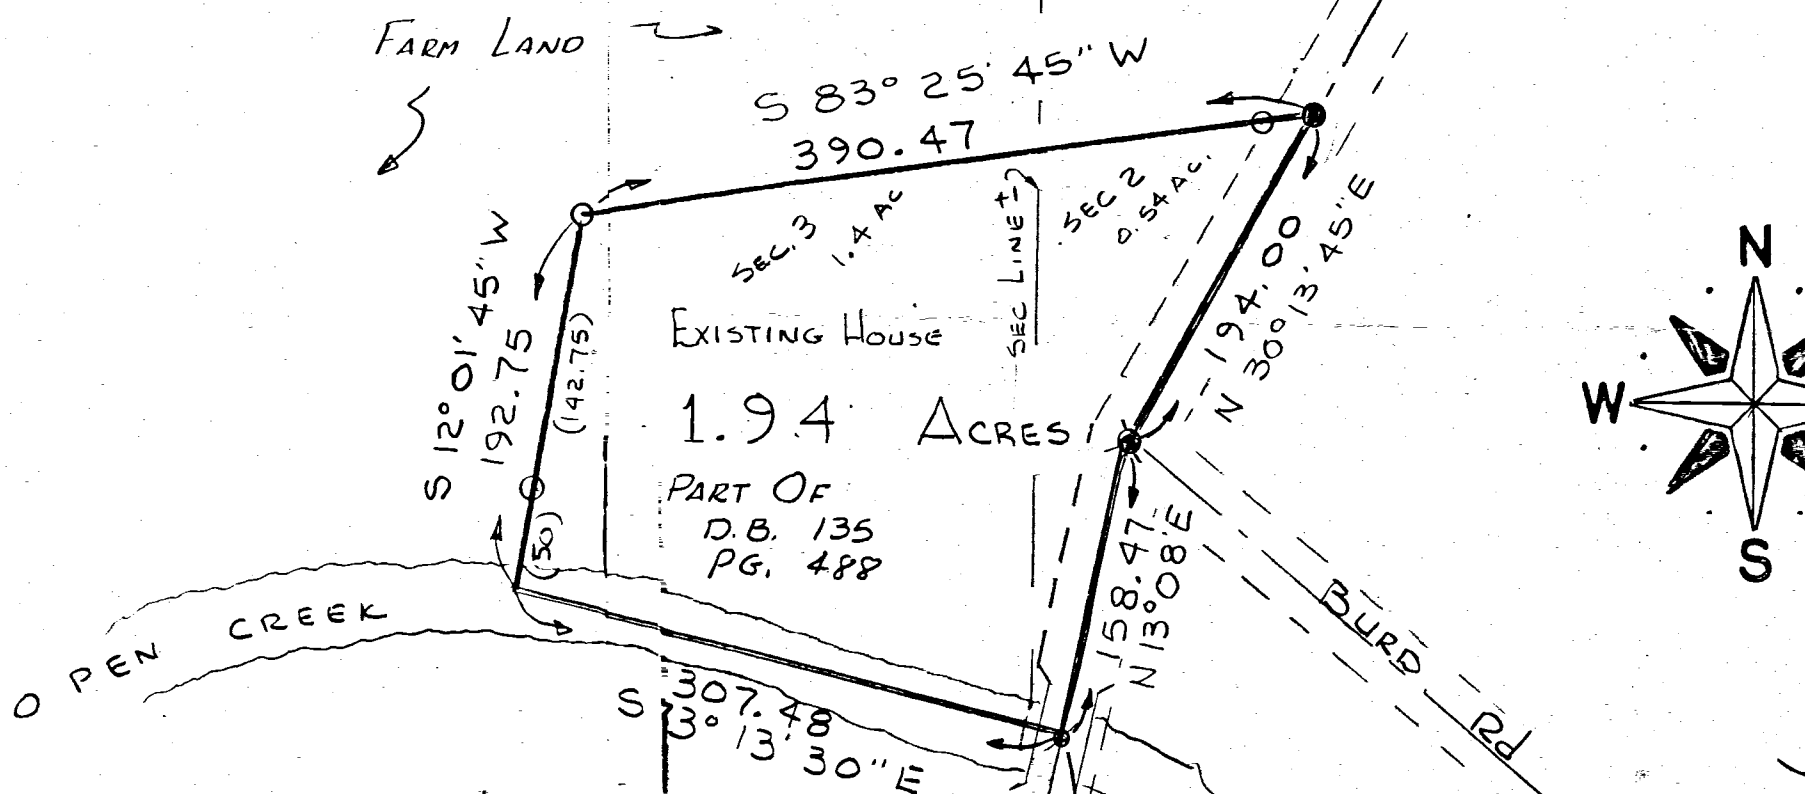 FARM LAND
S 83° 25' 45" W
390.47
SEC. 3
1.4 AC
SEC LINE ±
SEC 2
0.54 AC.
194.00
N 30° 13' 45" E
S 12° 01' 45" W
192.75
(142.75)
(50)
EXISTING HOUSE
1.94 ACRES
PART OF
D.B. 135
PG. 488
158.47
N 13° 08' E
N
W
S
BURD Rd
OPEN CREEK
307.48
S 3° 13' 30" E